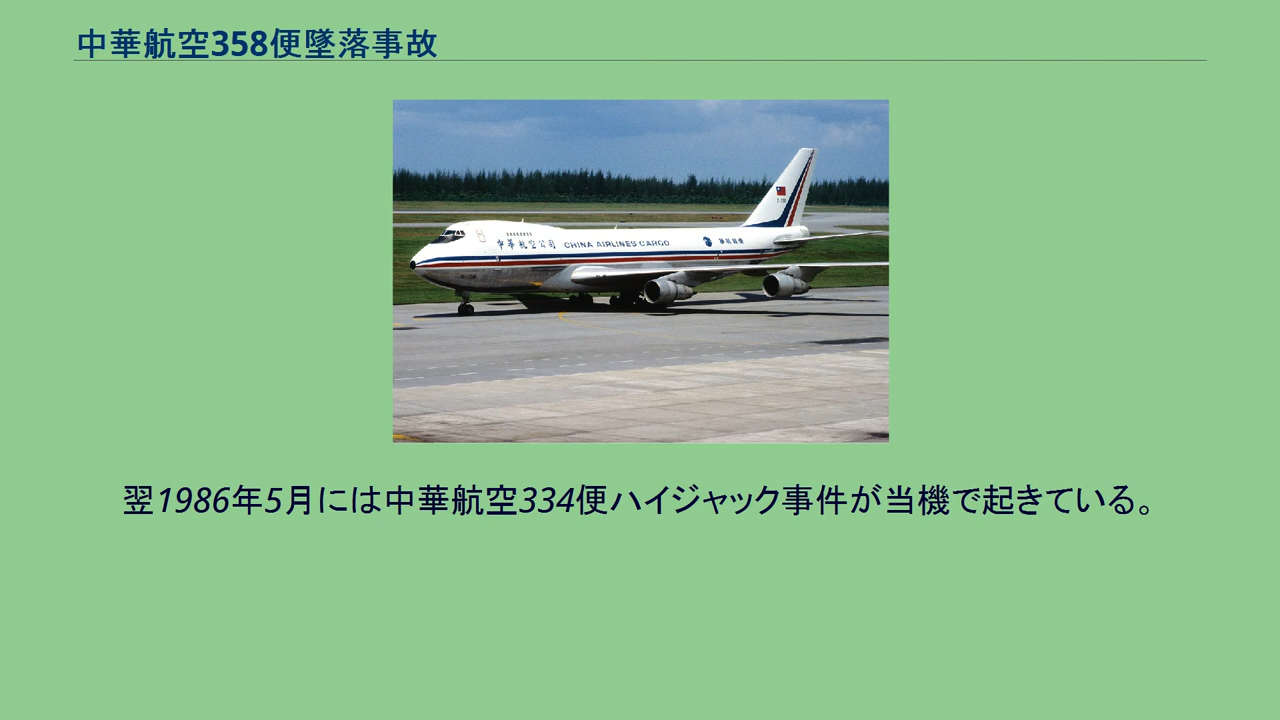 中華航空358便墜落事故
中華航空公司 CHINA AIRLINES CARGO
翌1986年5月には中華航空334便ハイジャック事件が当機で起きている。